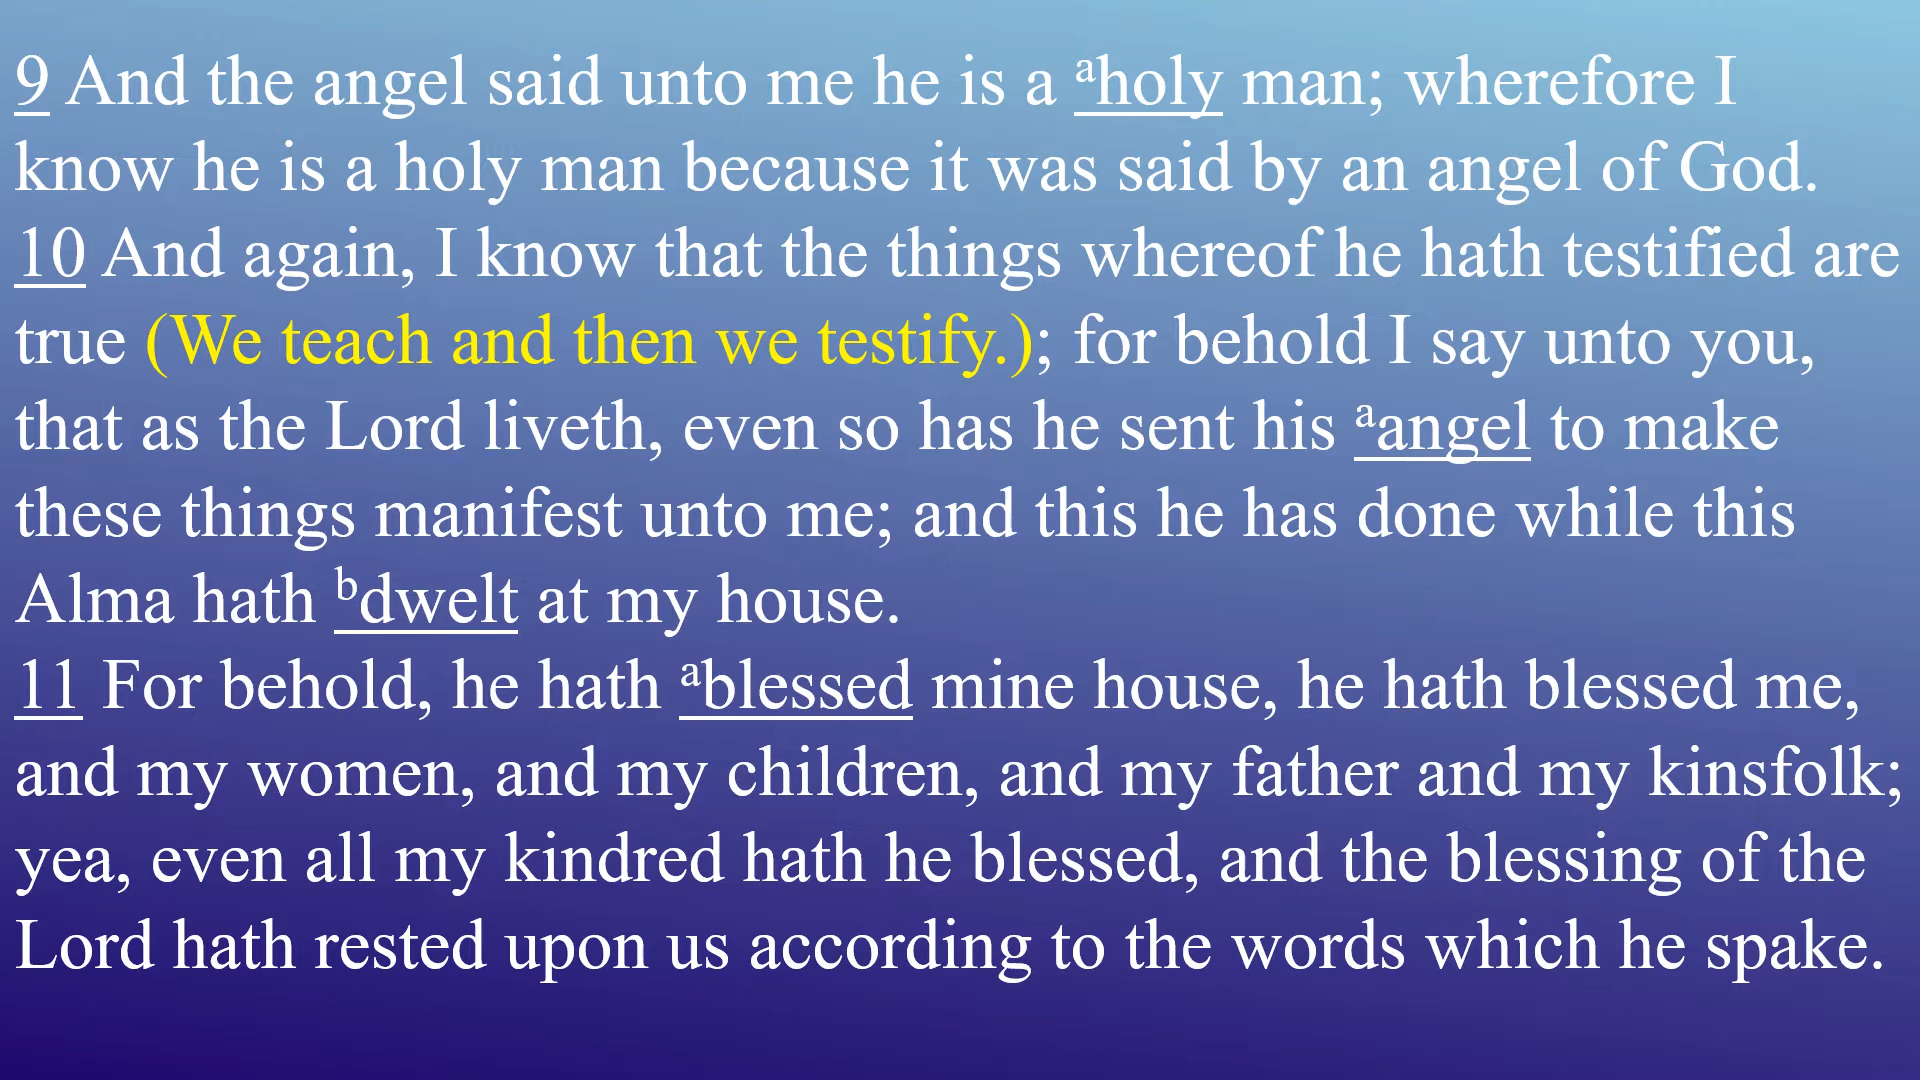 9 And the angel said unto me he is a aholy man; wherefore I
know he is a holy man because it was said by an angel of God.
10 And again, I know that the things whereof he hath testified are
true (We teach and then we testify.); for behold I say unto you,
that as the Lord liveth, even so has he sent his aangel to make
these things manifest unto me; and this he has done while this
Alma hath bdwelt at my house.
11 For behold, he hath ablessed mine house, he hath blessed me,
and my women, and my children, and my father and my kinsfolk;
yea, even all my kindred hath he blessed, and the blessing of the
Lord hath rested upon us according to the words which he spake.